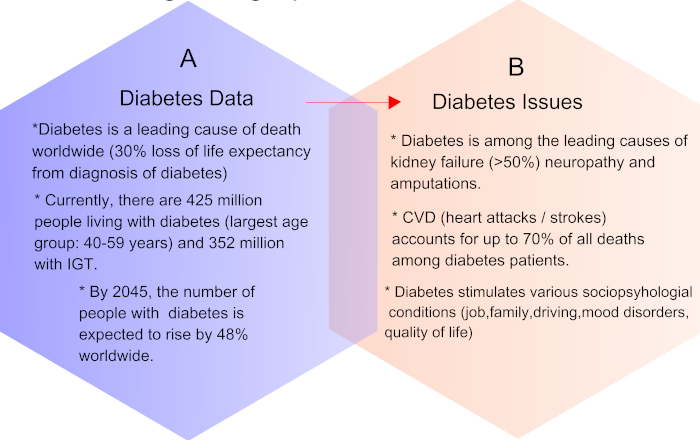 A
Diabetes Data
*Diabetes is a leading cause of death
worldwide (30% loss of life expectancy
from diagnosis of diabetes)
* Currently, there are 425 million
people living with diabetes (largest age
group: 40-59 years) and 352 million
with IGT.
* By 2045, the number of
people with diabetes is
expected to rise by 48%
worldwide.
B
Diabetes Issues
* Diabetes is among the leading causes of
kidney failure (>50%) neuropathy and
amputations.
* CVD (heart attacks / strokes)
accounts for up to 70% of all deaths
among diabetes patients.
* Diabetes stimulates various sociopsyhologial
conditions (job,family,driving,mood disorders,
quality of life)